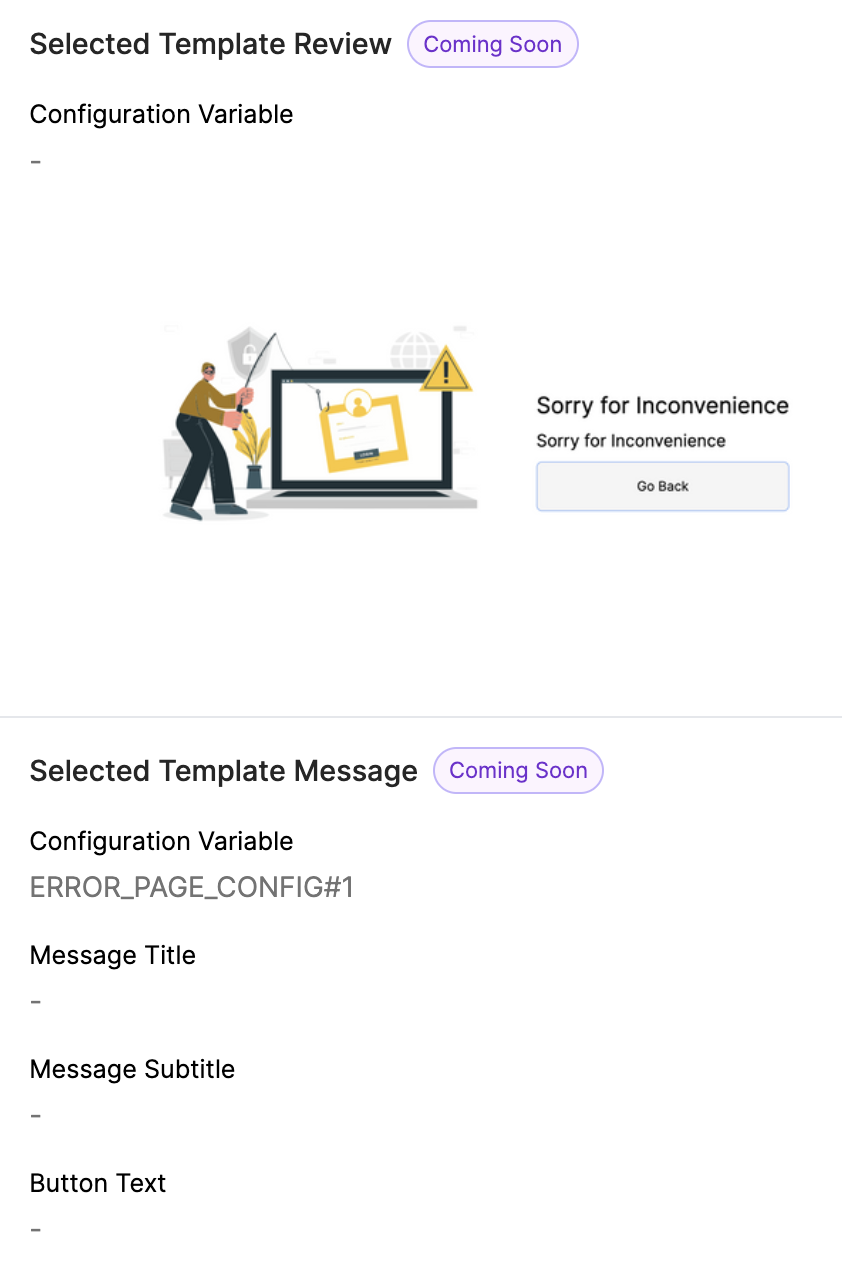 Selected Template Review
Coming Soon
Configuration Variable
-
Sorry for Inconvenience
Sorry for Inconvenience
Go Back
Selected Template Message
Coming Soon
Configuration Variable
ERROR_PAGE_CONFIG#1
Message Title
-
Message Subtitle
-
Button Text
-